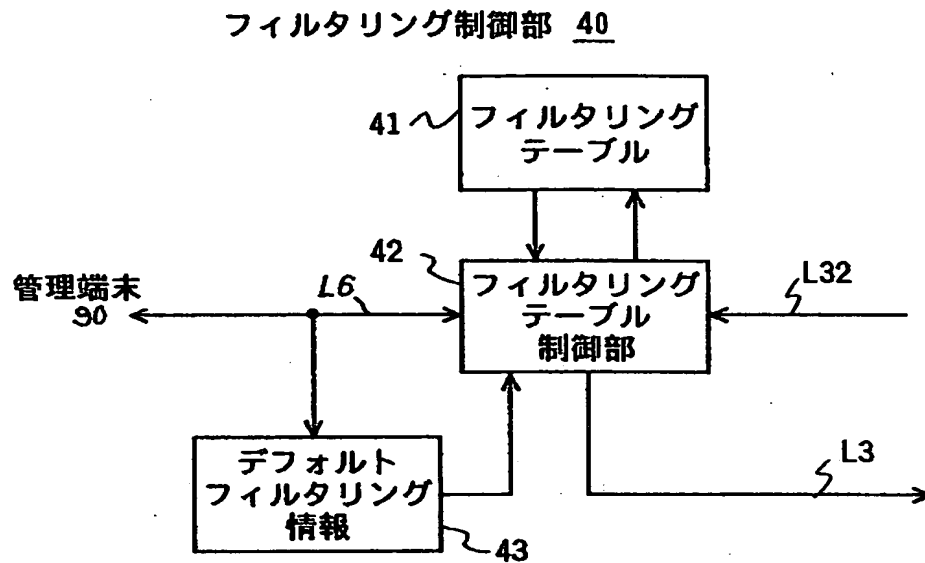 フィルタリング制御部 40
41
フィルタリング
テーブル
42
フィルタリング
テーブル
制御部
管理端末
90
L6
L32
デフォルト
フィルタリング
情報
43
L3